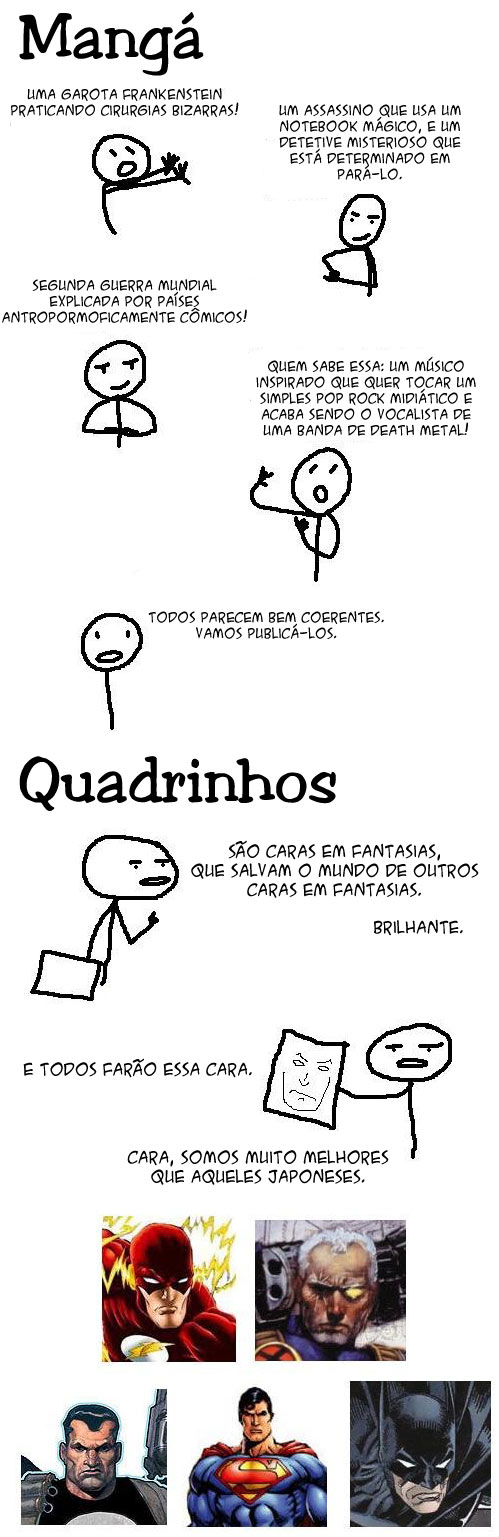 Mangá
UMA GAROTA FRANKENSTEIN
PRATICANDO CIRURGIAS BIZARRAS!
UM ASSASSINO QUE USA UM
NOTEBOOK MÁGICO, E UM
DETETIVE MISTERIOSO QUE
ESTÁ DETERMINADO EM
PARÁ-LO.
SEGUNDA GUERRA MUNDIAL
EXPLICADA POR PAÍSES
ANTROPORMOFICAMENTE CÔMICOS!
QUEM SABE ESSA: UM MÚSICO
INSPIRADO QUE QUER TOCAR UM
SIMPLES POP ROCK MIDIÁTICO E
ACABA SENDO O VOCALISTA DE
UMA BANDA DE DEATH METAL!
TODOS PARECEM BEM COERENTES.
VAMOS PUBLICÁ-LOS.
Quadrinhos
SÃO CARAS EM FANTASIAS,
QUE SALVAM O MUNDO DE OUTROS
CARAS EM FANTASIAS.
BRILHANTE.
E TODOS FARÃO ESSA CARA.
CARA, SOMOS MUITO MELHORES
QUE AQUELES JAPONESES.